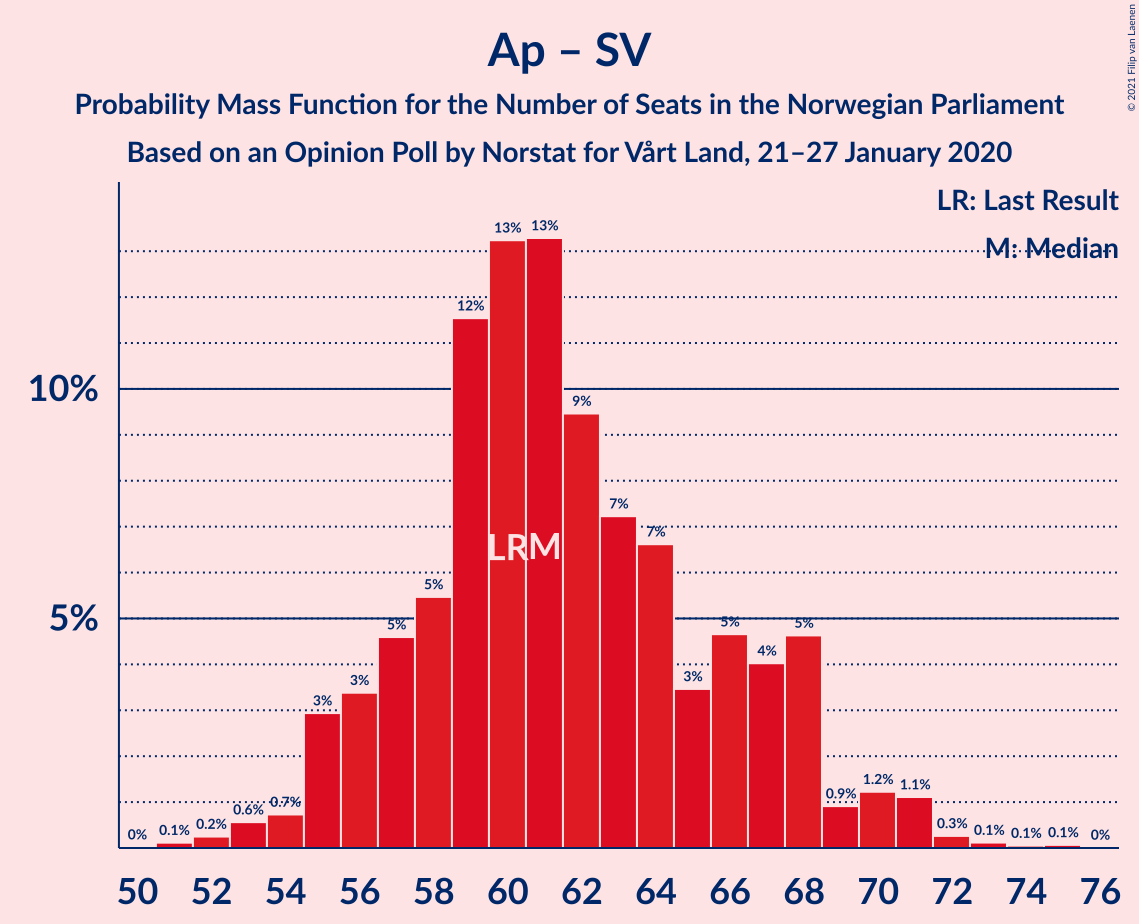 Ap – SV
Probability Mass Function for the Number of Seats in the Norwegian Parliament
Based on an Opinion Poll by Norstat for Vårt Land, 21–27 January 2020
© 2021 Filip van Laenen
LR: Last Result
M: Median
10%
5%
0% 0.1% 0.2% 0.6% 0.7% 3% 3% 5% 5% 12% 13% 13% 9% 7% 7% 3% 5% 4% 5% 0.9% 1.2% 1.1% 0.3% 0.1% 0.1% 0.1% 0%
LR M
50 52 54 56 58 60 62 64 66 68 70 72 74 76